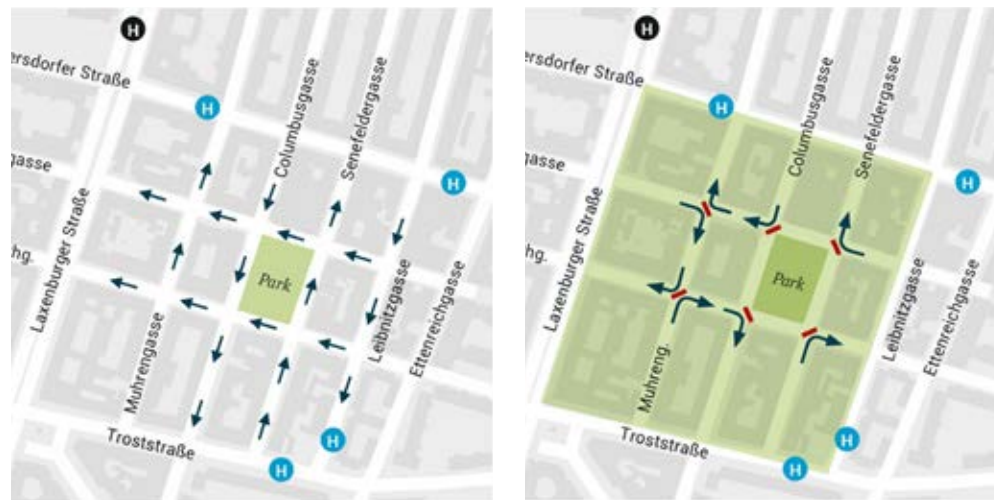 H
ersdorfer Straße
H
Columbusgasse
Senefeldergasse
gasse
H
Laxenburger Straße
hg.
Park
Muhrengasse
Leibnitzgasse
Ettenreichgasse
Troststraße
H
H
H
ersdorfer Straße
H
Columbusgasse
Senefeldergasse
gasse
H
Laxenburger Straße
hg.
Park
Muhreng.
Leibnitzgasse
Ettenreichgasse
Troststraße
H
H